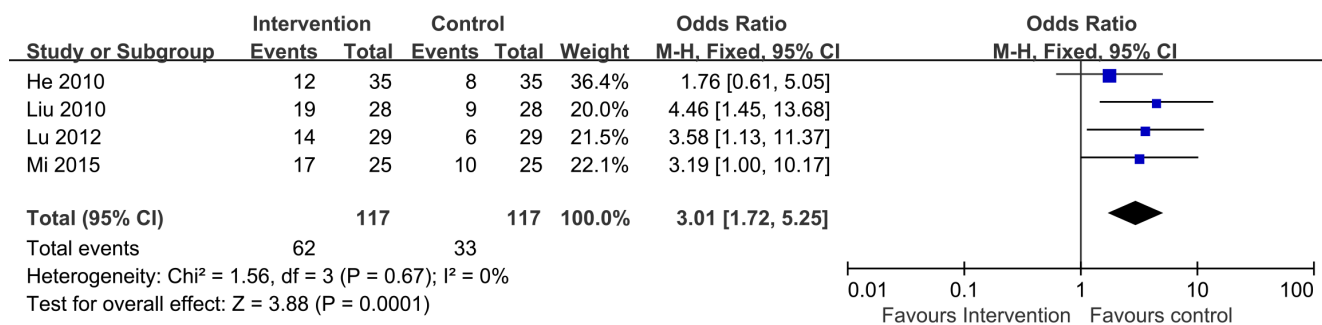 Intervention Control Odds Ratio Odds Ratio
Study or Subgroup Events Total Events Total Weight M-H, Fixed, 95% CI M-H, Fixed, 95% CI
He 2010 12 35 8 35 36.4% 1.76 [0.61, 5.05]
Liu 2010 19 28 9 28 20.0% 4.46 [1.45, 13.68]
Lu 2012 14 29 6 29 21.5% 3.58 [1.13, 11.37]
Mi 2015 17 25 10 25 22.1% 3.19 [1.00, 10.17]
Total (95% CI) 117 117 100.0% 3.01 [1.72, 5.25]
Total events 62 33
Heterogeneity: Chi² = 1.56, df = 3 (P = 0.67); I² = 0%
Test for overall effect: Z = 3.88 (P = 0.0001)
0.01 0.1 1 10 100
Favours Intervention Favours control